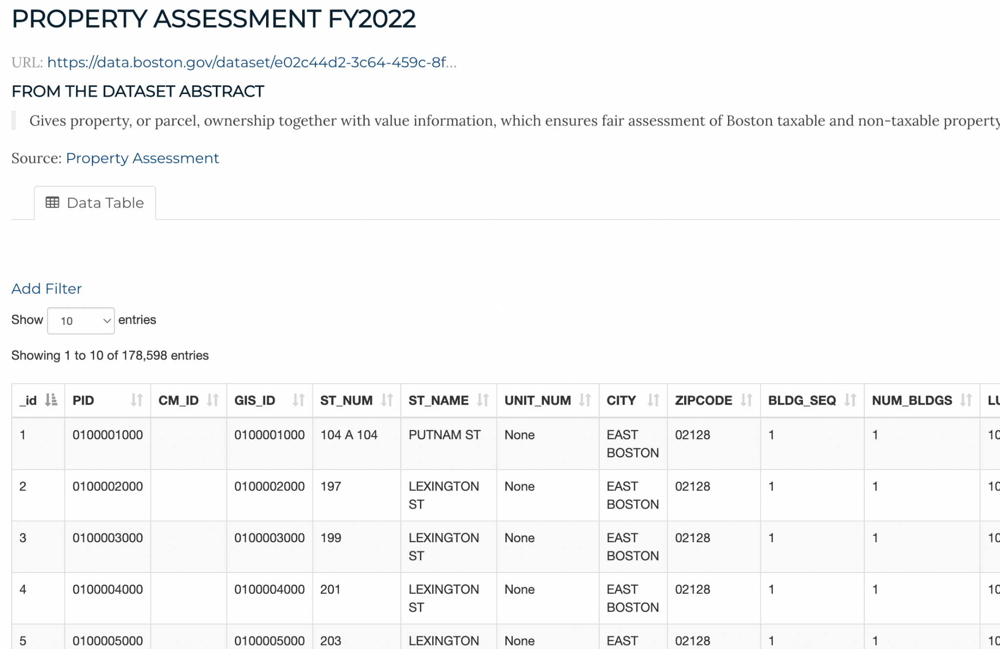 PROPERTY ASSESSMENT FY2022
URL: https://data.boston.gov/dataset/e02c44d2-3c64-459c-8f...
FROM THE DATASET ABSTRACT
Gives property, or parcel, ownership together with value information, which ensures fair assessment of Boston taxable and non-taxable property
Source: Property Assessment
Data Table
Add Filter
Show 10 entries
Showing 1 to 10 of 178,598 entries
_id PID CM_ID GIS_ID ST_NUM ST_NAME UNIT_NUM CITY ZIPCODE BLDG_SEQ NUM_BLDGS LU
1 0100001000 0100001000 104 A 104 PUTNAM ST None EAST 02128 1 1 10
BOSTON
2 0100002000 0100002000 197 LEXINGTON None EAST 02128 1 1 10
ST BOSTON
3 0100003000 0100003000 199 LEXINGTON None EAST 02128 1 1 10
ST BOSTON
4 0100004000 0100004000 201 LEXINGTON None EAST 02128 1 1 10
ST BOSTON
5 0100005000 0100005000 203 LEXINGTON None EAST 02128 1 1 10